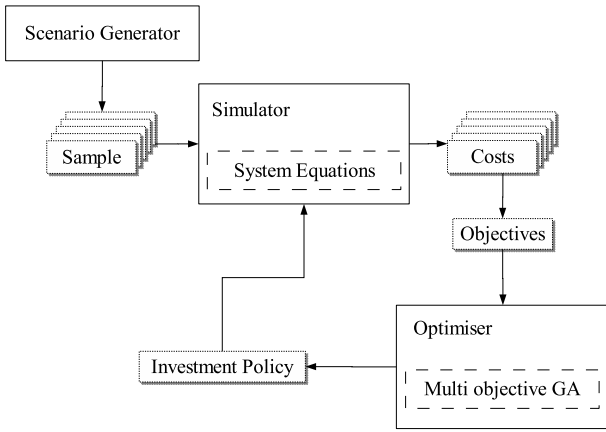 Scenario Generator
Sample
Simulator
System Equations
Costs
Objectives
Optimiser
Multi objective GA
Investment Policy